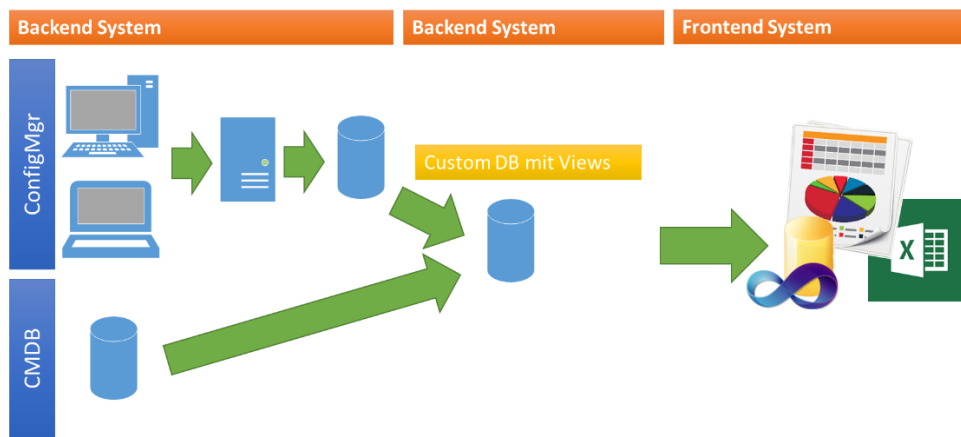 Backend System
Backend System
Frontend System
ConfigMgr
Custom DB mit Views
X
CMDB